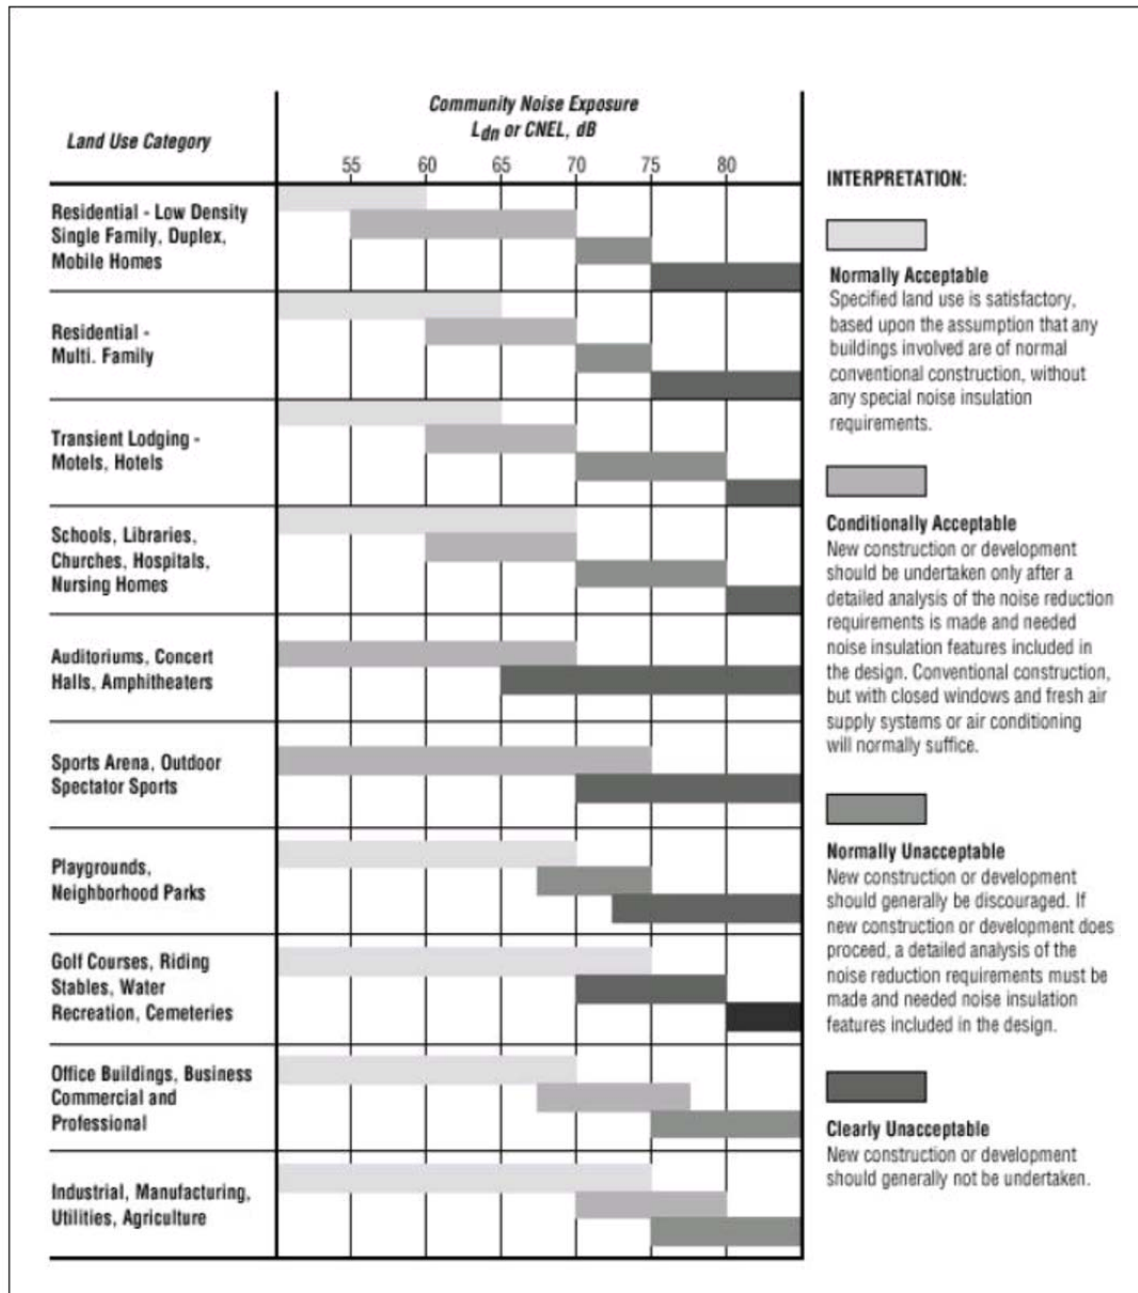 Community Noise Exposure
Ldn or CNEL, dB
Land Use Category
55 60 65 70 75 80
Residential - Low Density
Single Family, Duplex,
Mobile Homes
Residential -
Multi. Family
Transient Lodging -
Motels, Hotels
Schools, Libraries,
Churches, Hospitals,
Nursing Homes
Auditoriums, Concert
Halls, Amphitheaters
Sports Arena, Outdoor
Spectator Sports
Playgrounds,
Neighborhood Parks
Golf Courses, Riding
Stables, Water
Recreation, Cemeteries
Office Buildings, Business
Commercial and
Professional
Industrial, Manufacturing,
Utilities, Agriculture
INTERPRETATION:
Normally Acceptable
Specified land use is satisfactory,
based upon the assumption that any
buildings involved are of normal
conventional construction, without
any special noise insulation
requirements.
Conditionally Acceptable
New construction or development
should be undertaken only after a
detailed analysis of the noise reduction
requirements is made and needed
noise insulation features included in
the design. Conventional construction,
but with closed windows and fresh air
supply systems or air conditioning
will normally suffice.
Normally Unacceptable
New construction or development
should generally be discouraged. If
new construction or development does
proceed, a detailed analysis of the
noise reduction requirements must be
made and needed noise insulation
features included in the design.
Clearly Unacceptable
New construction or development
should generally not be undertaken.